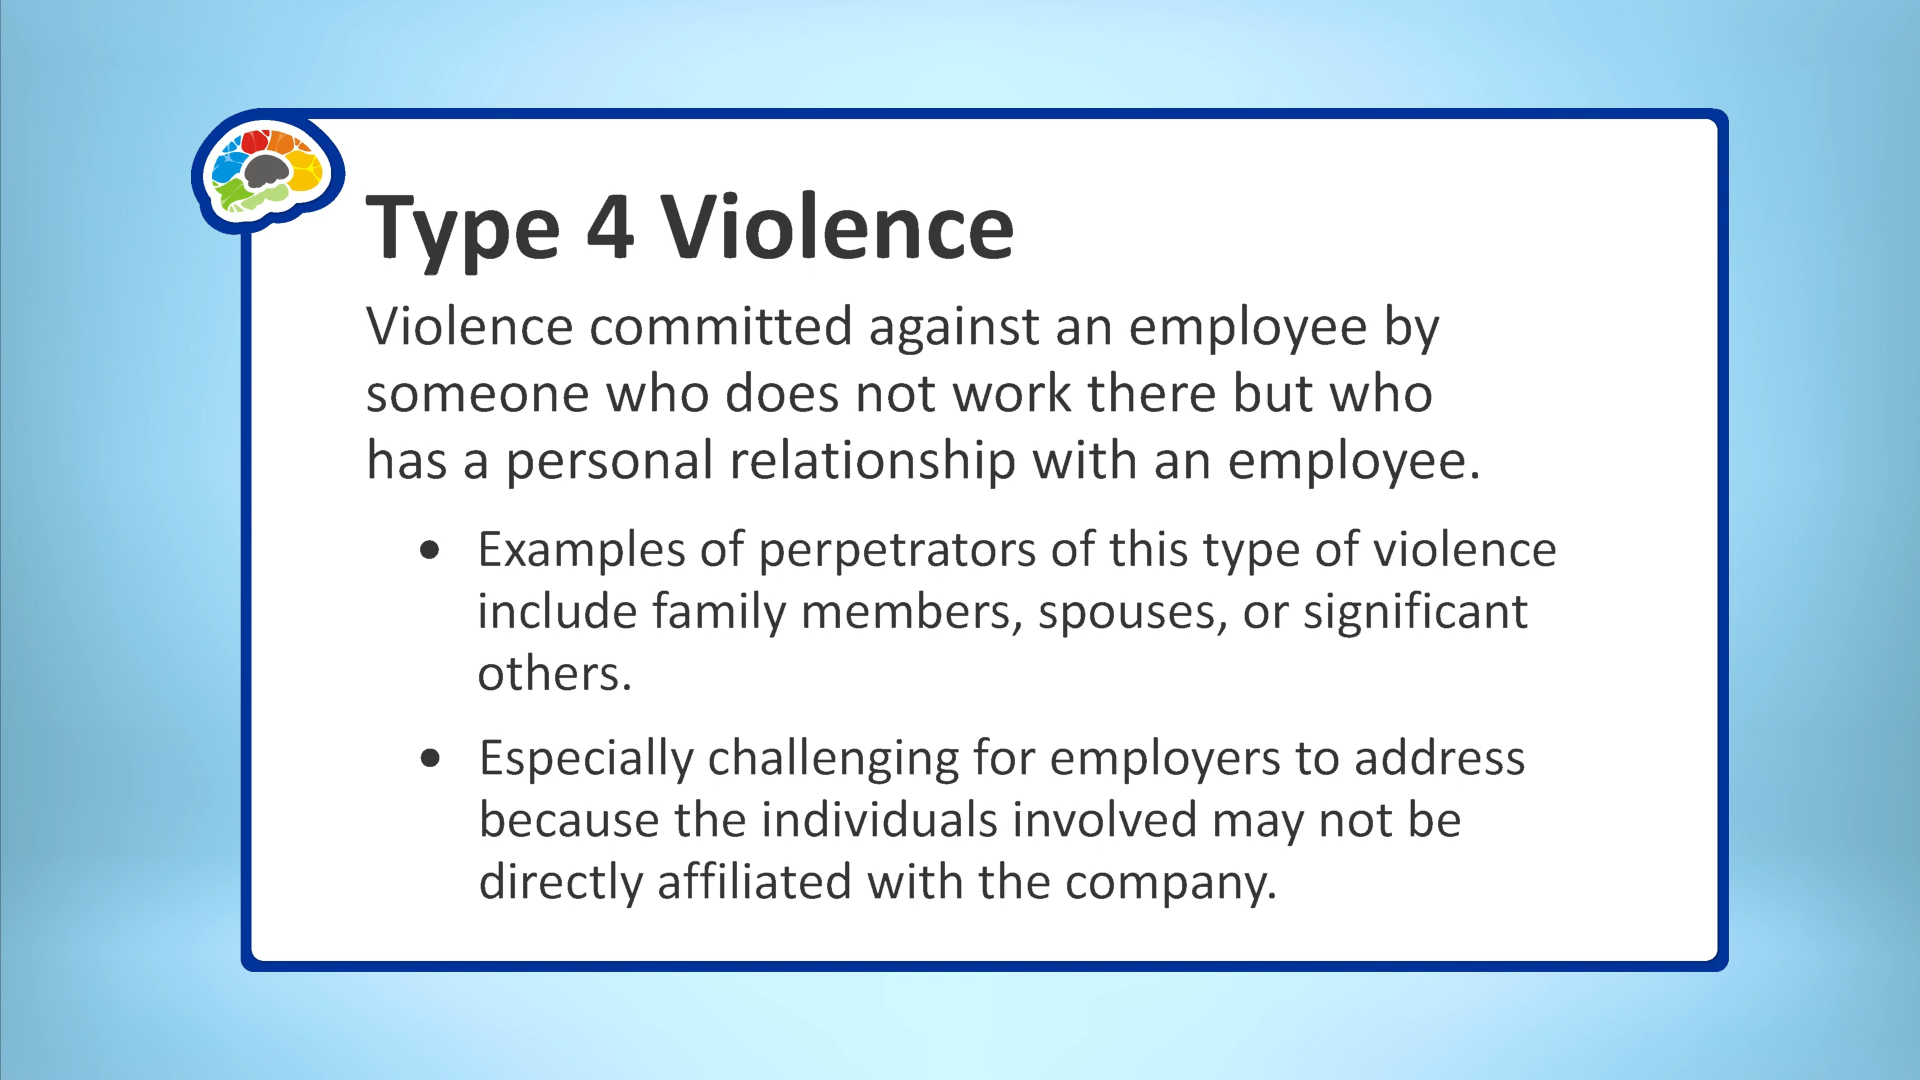 Type 4 Violence
Violence committed against an employee by
someone who does not work there but who
has a personal relationship with an employee.
• Examples of perpetrators of this type of violence
include family members, spouses, or significant
others.
• Especially challenging for employers to address
because the individuals involved may not be
directly affiliated with the company.